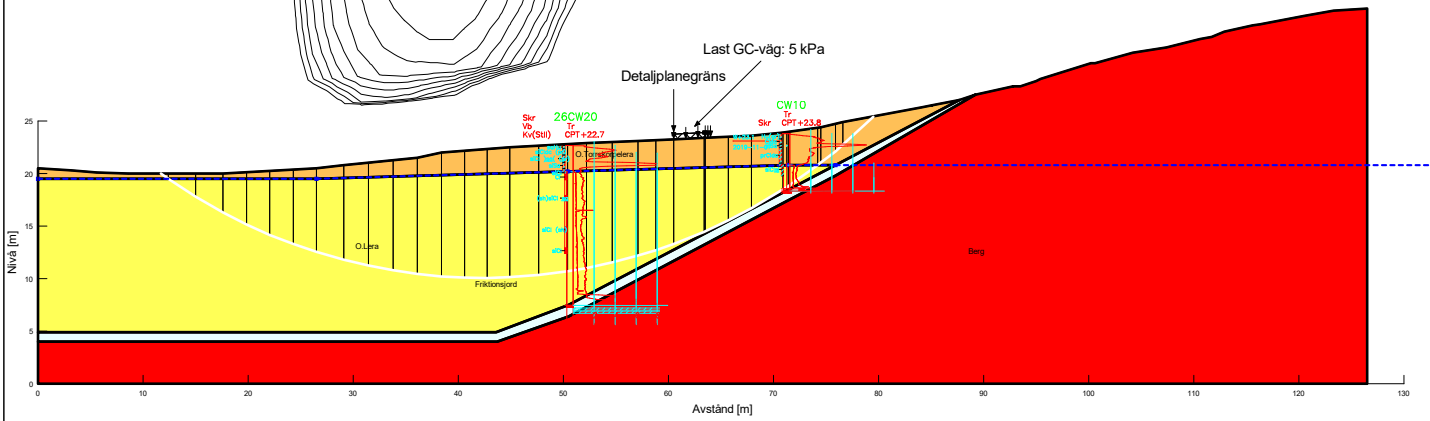 Last GC-väg: 5 kPa
Detaljplanegräns
Skr 26CW20
Vb Tr
Kv(Stii) CPT+22.7
CW10
Tr
Skr CPT+23.8
O.Torrskorpelera
O.Lera
Friktionsjord
Berg
Nivå [m]
25
20
15
10
5
0
0 10 20 30 40 50 60 70 80 90 100 110 120 130
Avstånd [m]